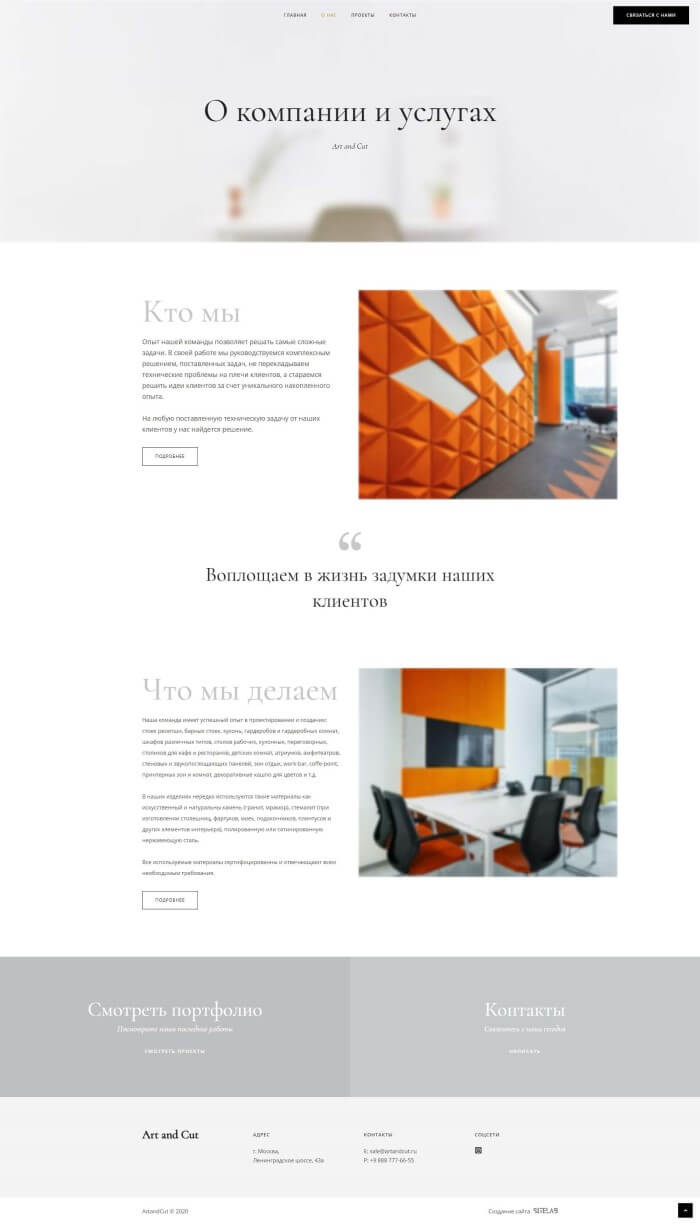 ГЛАВНАЯ О НАС ПРОЕКТЫ КОНТАКТЫ
СВЯЗАТЬСЯ С НАМИ
О компании и услугах
Art and Cut
Кто мы
Опыт нашей команды позволяет решать самые сложные
задачи. В своей работе мы руководствуемся комплексным
решением, поставленных задач, не перекладываем
технические проблемы на плечи клиентов, а стараемся
решить идеи клиентов за счет уникального накопленного
опыта.
На любую поставленную техническую задачу от наших
клиентов у нас найдется решение.
ПОДРОБНЕЕ
“
Воплощаем в жизнь задумки наших
клиентов
Что мы делаем
Наша команда имеет успешный опыт в проектировании и создании:
стоек ресепшн, барных стоек, кухонь, гардеробов и гардеробных комнат,
шкафов различных типов, столов рабочих, кухонных, переговорных,
столиков для кафе и ресторанов, детских комнат, атриумов, амфитеатров,
стеновых и звукопоглощающих панелей, зон отдых, work bar, coffe-point,
принтерных зон и комнат, декоративные кашпо для цветов и т.д.
В наших изделиях нередко используются такие материалы как
искусственный и натуральны камень (гранит, мрамор), стемалит (при
изготовлении столешниц, фартуков, моек, подоконников, плинтусов и
других элементов интерьера), полированную или сатинированную
нержавеющую сталь.
Все используемые материалы сертифицированны и отвечаающит всем
необходимым требования.
ПОДРОБНЕЕ
Смотреть портфолио
Посмотрите наши последние работы
СМОТРЕТЬ ПРОЕКТЫ
Контакты
Свяжитесь с нами сегодня
НАПИСАТЬ
Art and Cut
АДРЕС
г. Москва,
Ленинградское шоссе, 43а
КОНТАКТЫ
E: sale@artandcut.ru
P: +9 888 777-66-55
СОЦСЕТИ
ArtandCut © 2020
Создание сайта SITELAB